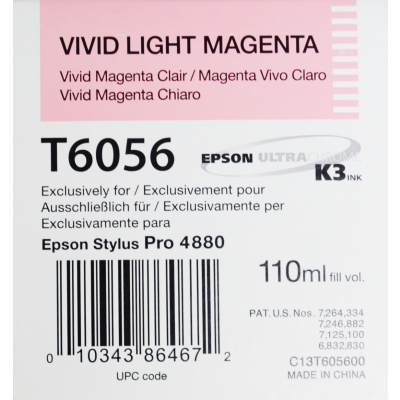 VIVID LIGHT MAGENTA
Vivid Magenta Clair / Magenta Vivo Claro
Vivid Magenta Chiaro
T6056
EPSON ULTRACHROME
K3 INK
Exclusively for / Exclusivement pour
Ausschließlich für / Exclusivamente per
Exclusivamente para
Epson Stylus Pro 4880
110ml fill vol.
PAT. U.S. Nos. 7,264,334
7,246,882
7,125,100
6,832,830
0 10343 86467 2
C13T605600
MADE IN CHINA
UPC code